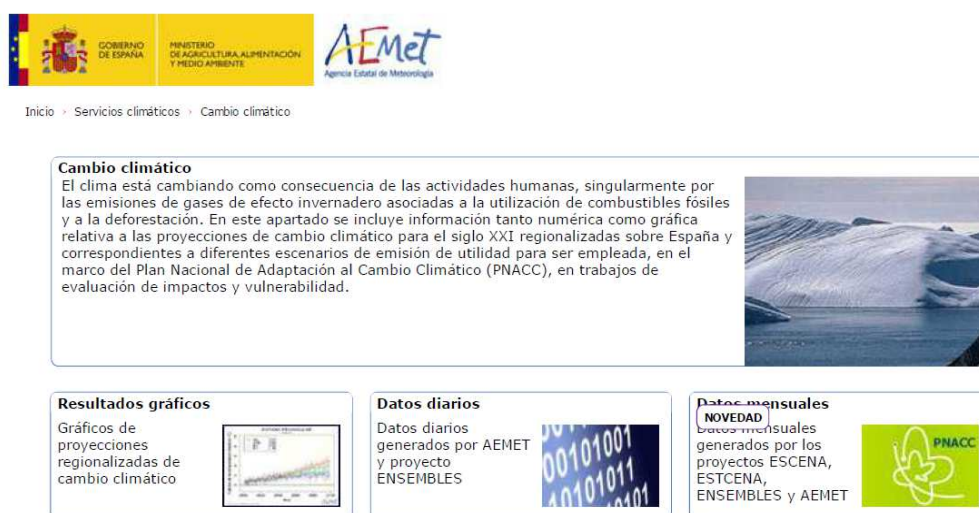 GOBIERNO
DE ESPAÑA
MINISTERIO
DE AGRICULTURA, ALIMENTACIÓN
Y MEDIO AMBIENTE
AEMet
Agencia Estatal de Meteorología
Inicio › Servicios climáticos › Cambio climático
Cambio climático
El clima está cambiando como consecuencia de las actividades humanas, singularmente por
las emisiones de gases de efecto invernadero asociadas a la utilización de combustibles fósiles
y a la deforestación. En este apartado se incluye información tanto numérica como gráfica
relativa a las proyecciones de cambio climático para el siglo XXI regionalizadas sobre España y
correspondientes a diferentes escenarios de emisión de utilidad para ser empleada, en el
marco del Plan Nacional de Adaptación al Cambio Climático (PNACC), en trabajos de
evaluación de impactos y vulnerabilidad.
Resultados gráficos
Gráficos de
proyecciones
regionalizadas de
cambio climático
Datos diarios
Datos diarios
generados por AEMET
y proyecto
ENSEMBLES
01010010
00101001
01010111
10101011
Datos mensuales
NOVEDAD
Datos mensuales
generados por los
proyectos ESCENA,
ESTCENA,
ENSEMBLES y AEMET
PNACC